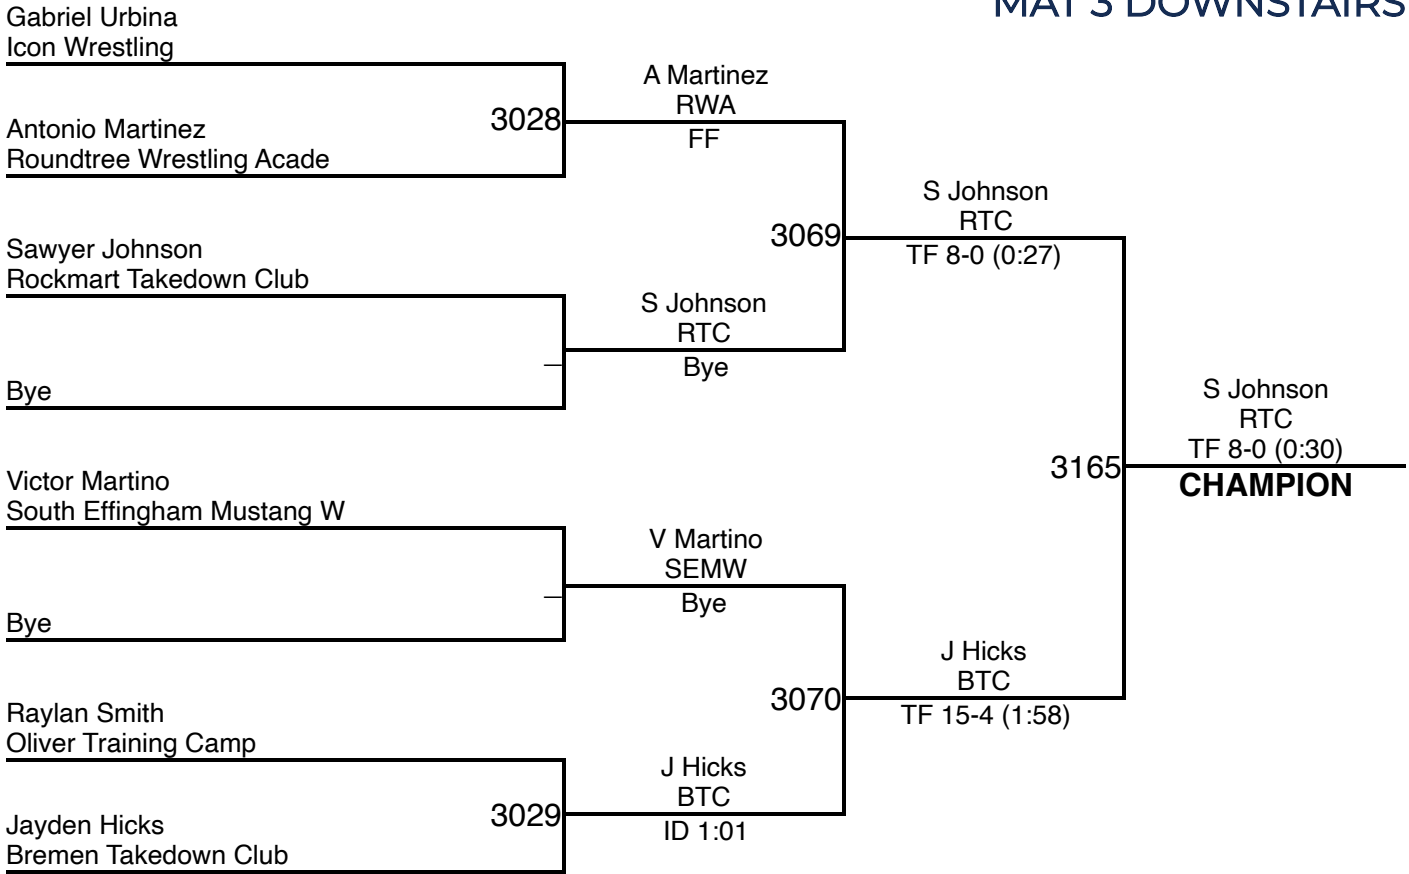 MAT 3 DOWNSTAIRS
Gabriel Urbina
Icon Wrestling
3028
Antonio Martinez
Roundtree Wrestling Acade
A Martinez
RWA
FF
Sawyer Johnson
Rockmart Takedown Club
Bye
S Johnson
RTC
Bye
3069
S Johnson
RTC
TF 8-0 (0:27)
Victor Martino
South Effingham Mustang W
Bye
V Martino
SEMW
Bye
Raylan Smith
Oliver Training Camp
3029
Jayden Hicks
Bremen Takedown Club
J Hicks
BTC
ID 1:01
3070
J Hicks
BTC
TF 15-4 (1:58)
3165
S Johnson
RTC
TF 8-0 (0:30)
CHAMPION